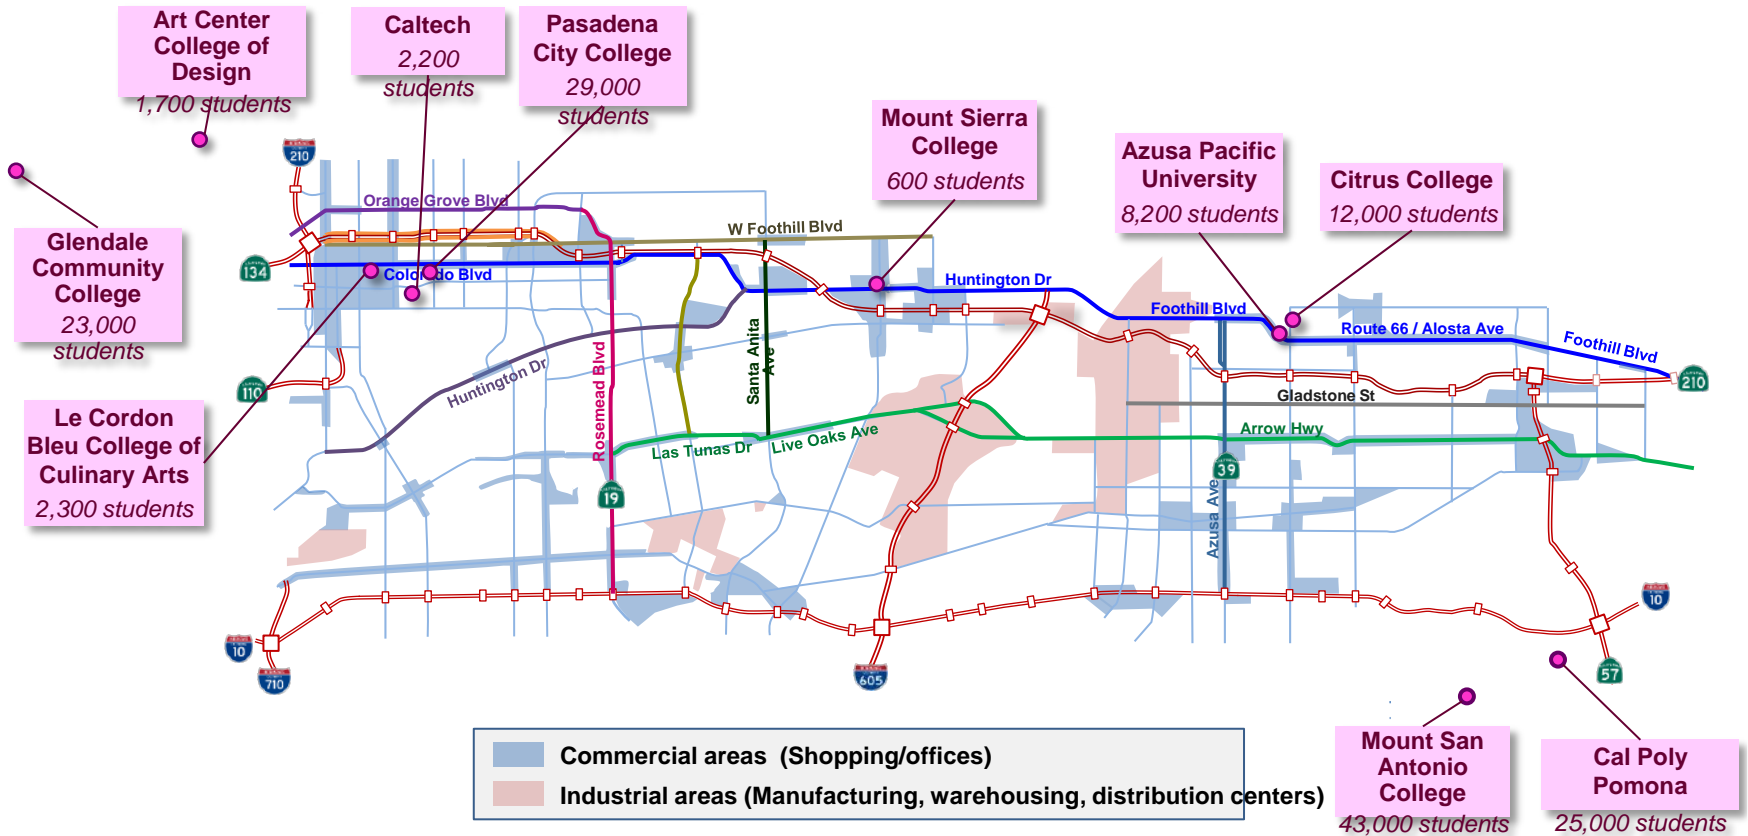 Art Center
College of
Design
1,700 students
Caltech
2,200
students
Pasadena
City College
29,000
students
Mount Sierra
College
600 students
Azusa Pacific
University
8,200 students
Citrus College
12,000 students
Glendale
Community
College
23,000
students
Le Cordon
Bleu College of
Culinary Arts
2,300 students
210
134
110
Orange Grove Blvd
W Foothill Blvd
Colorado Blvd
Huntington Dr
Foothill Blvd
Route 66 / Alosta Ave
Foothill Blvd
210
Huntington Dr
Rosemead Blvd
Santa Anita
Ave
Gladstone St
Las Tunas Dr
Live Oaks Ave
Arrow Hwy
39
19
Azusa Ave
10
710
605
10
57
Commercial areas (Shopping/offices)
Industrial areas (Manufacturing, warehousing, distribution centers)
Mount San
Antonio
College
43,000 students
Cal Poly
Pomona
25,000 students